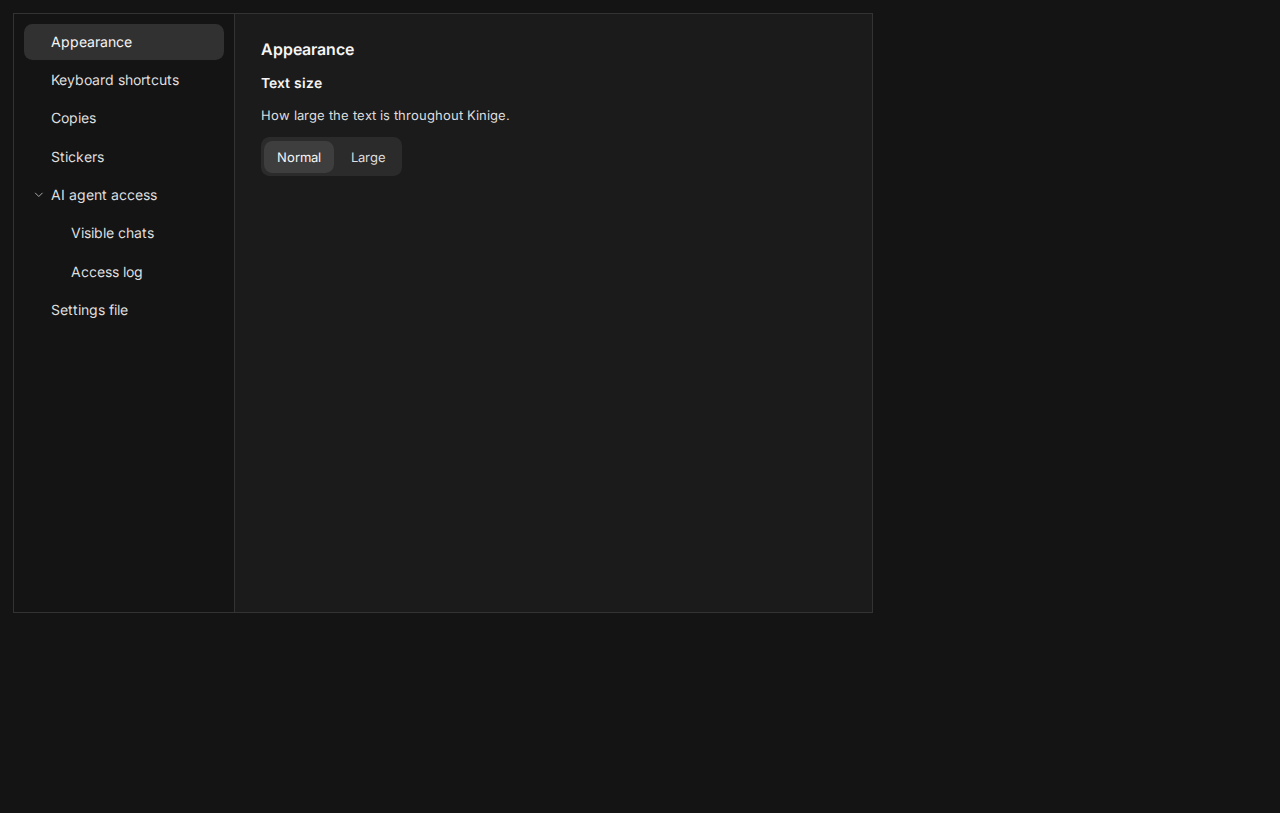 Appearance
Keyboard shortcuts
Copies
Stickers
AI agent access
Visible chats
Access log
Settings file
Appearance
Text size
How large the text is throughout Kinige.
Normal Large